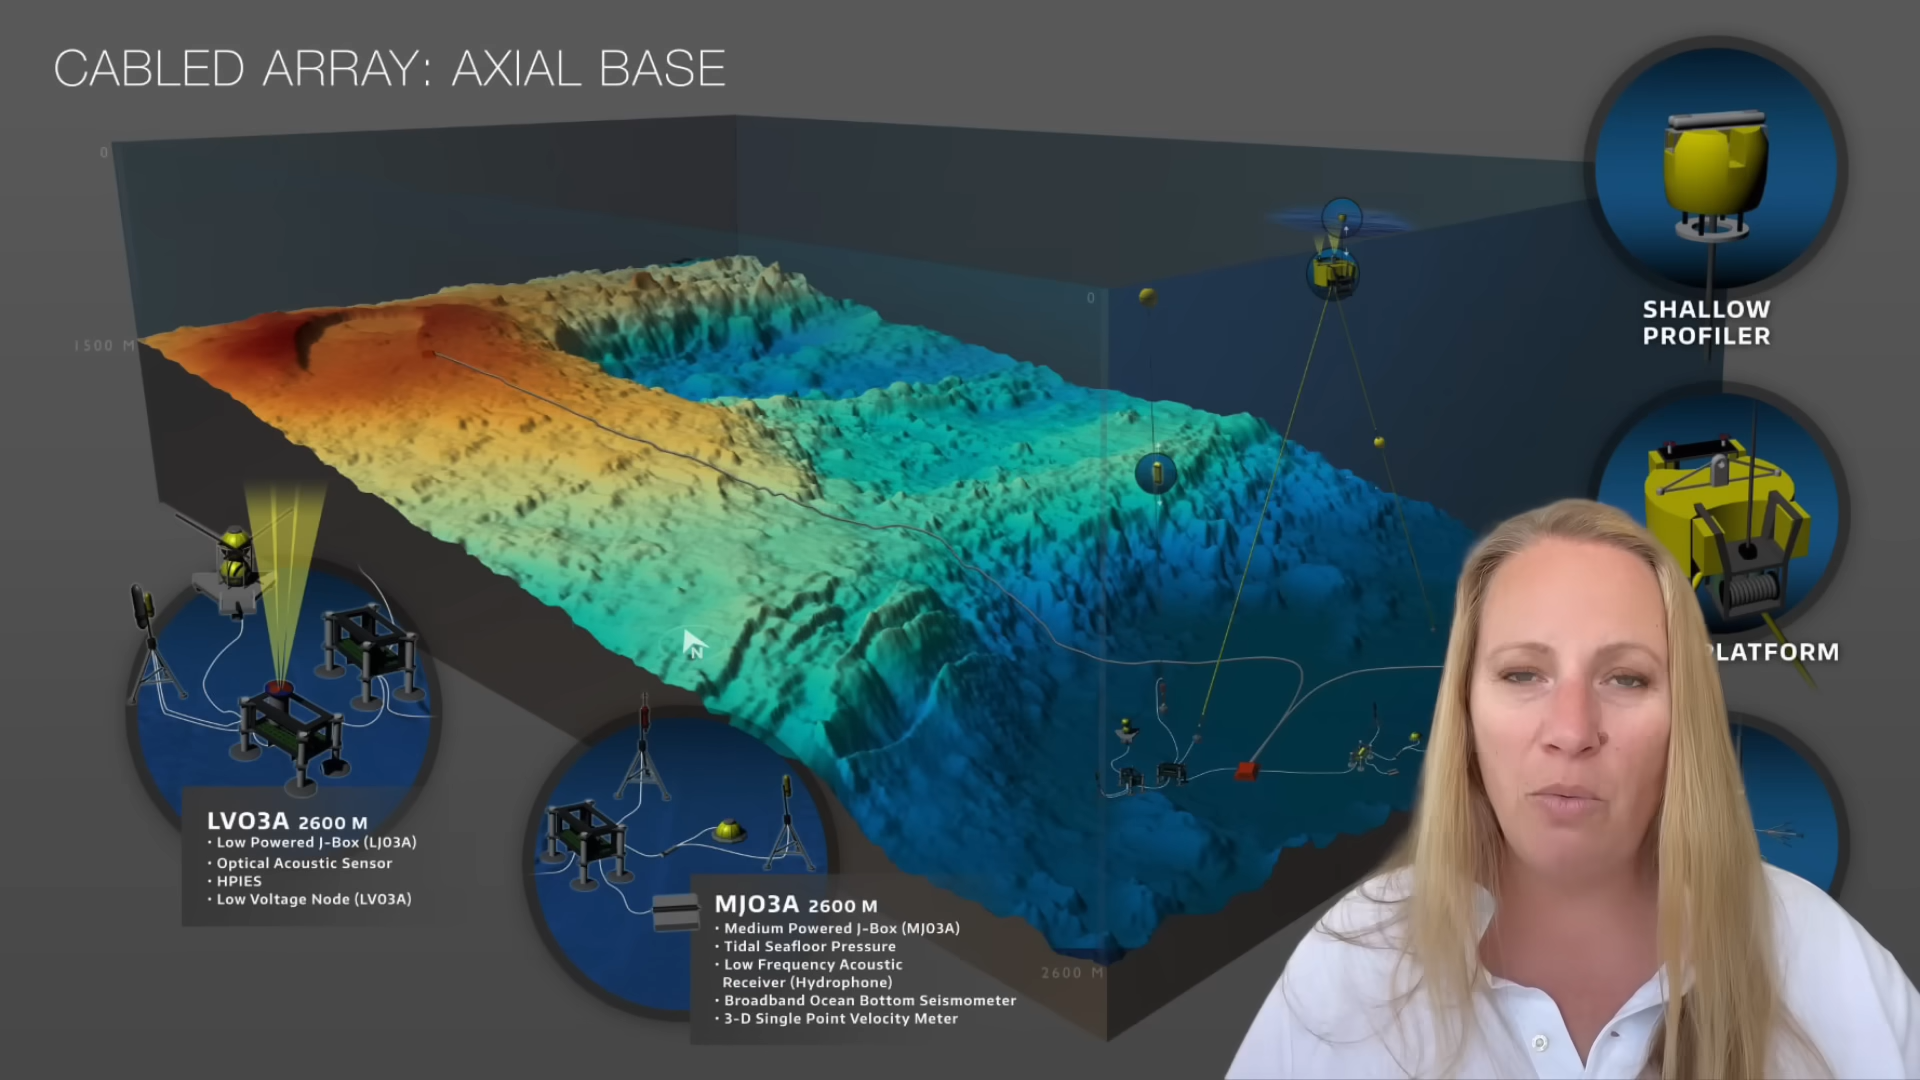 CABLED ARRAY: AXIAL BASE
0
1500 M
0
SHALLOW
PROFILER
PLATFORM
N
LV03A 2600 M
• Low Powered J-Box (LJ03A)
• Optical Acoustic Sensor
• HPIES
• Low Voltage Node (LV03A)
MJ03A 2600 M
• Medium Powered J-Box (MJ03A)
• Tidal Seafloor Pressure
• Low Frequency Acoustic
Receiver (Hydrophone)
• Broadband Ocean Bottom Seismometer
• 3-D Single Point Velocity Meter
2600 M